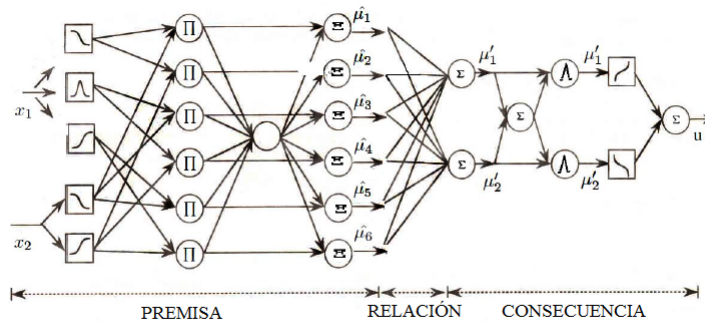 x₁
x₂
Π
Π
Π
Π
Π
Π
Ξ
Ξ
Ξ
Ξ
Ξ
Ξ
μ̂₁
μ̂₂
μ̂₃
μ̂₄
μ̂₅
μ̂₆
Σ
Σ
μ′₁
μ′₂
Σ
Λ
Λ
μ′₁
μ′₂
Σ
u
PREMISA
RELACIÓN
CONSECUENCIA